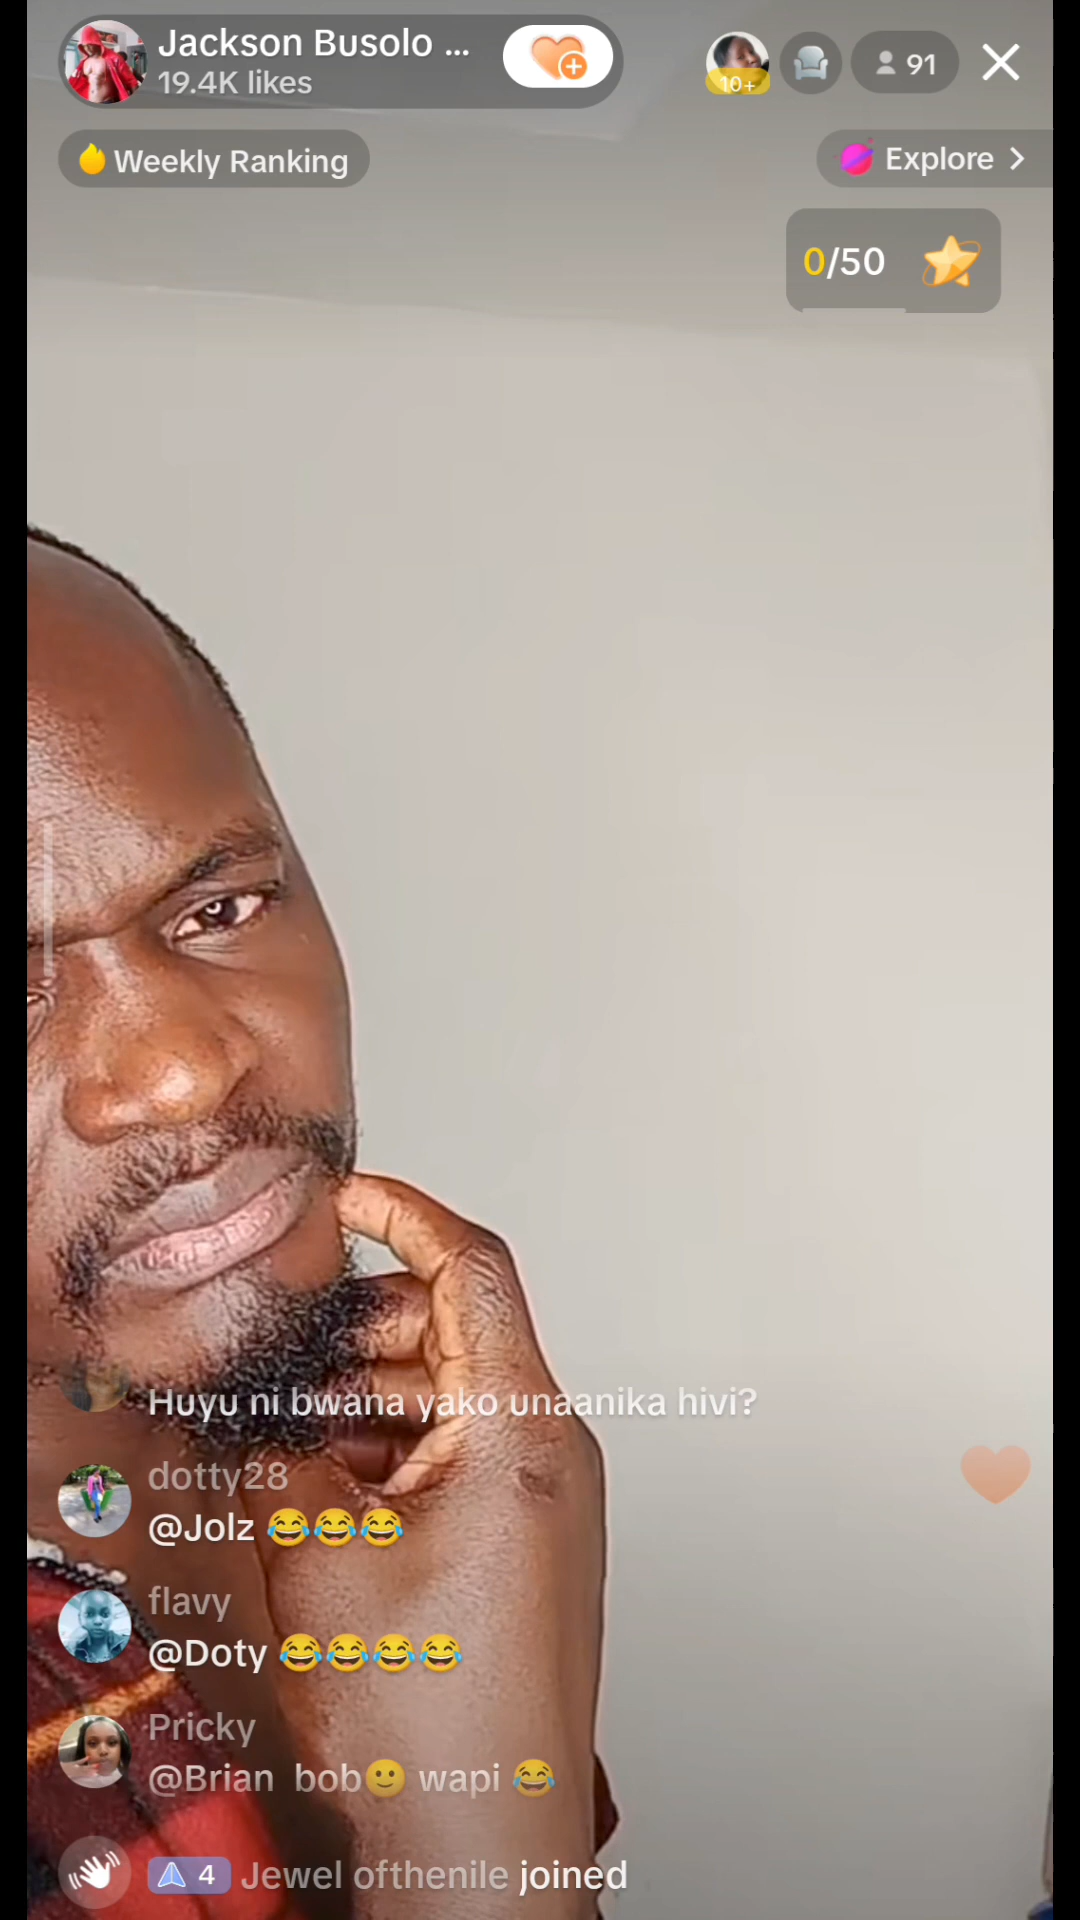 Jackson Busolo ...
19.4K likes
10+
91
Weekly Ranking
Explore
0/50
Huyu ni bwana yako unaanika hivi?
dotty28
@Jolz 😂😂😂
flavy
@Doty 😂😂😂😂
Pricky
@Brian bob🙂 wapi 😂
4 Jewel ofthenile joined